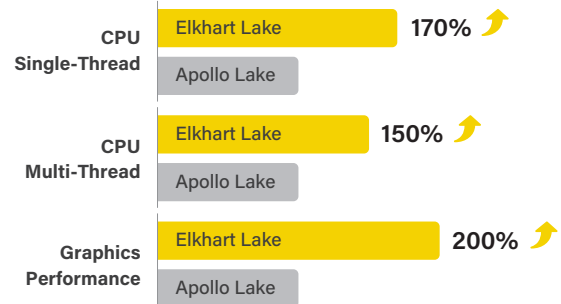 CPU
Single-Thread
Elkhart Lake
170%
Apollo Lake
CPU
Multi-Thread
Elkhart Lake
150%
Apollo Lake
Graphics
Performance
Elkhart Lake
200%
Apollo Lake